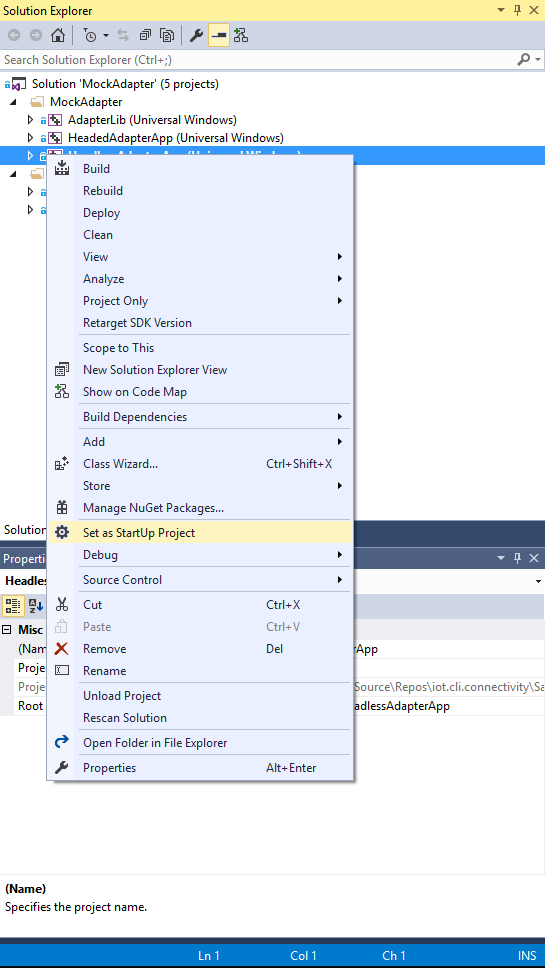 Solution Explorer
Search Solution Explorer (Ctrl+;)
Solution 'MockAdapter' (5 projects)
MockAdapter
AdapterLib (Universal Windows)
HeadedAdapterApp (Universal Windows)
Build
Rebuild
Deploy
Clean
View
Analyze
Project Only
Retarget SDK Version
Scope to This
New Solution Explorer View
Show on Code Map
Build Dependencies
Add
Class Wizard... Ctrl+Shift+X
Store
Manage NuGet Packages...
Set as StartUp Project
Debug
Source Control
Cut Ctrl+X
Paste Ctrl+V
Remove Del
Rename
Unload Project
Rescan Solution
Open Folder in File Explorer
Properties Alt+Enter
Solution
Properti
Headles
Misc
(Nam
Proje
Proje Source\Repos\iot.cli.connectivity\Sa
Root adlessAdapterApp
(Name)
Specifies the project name.
Ln 1 Col 1 Ch 1 INS